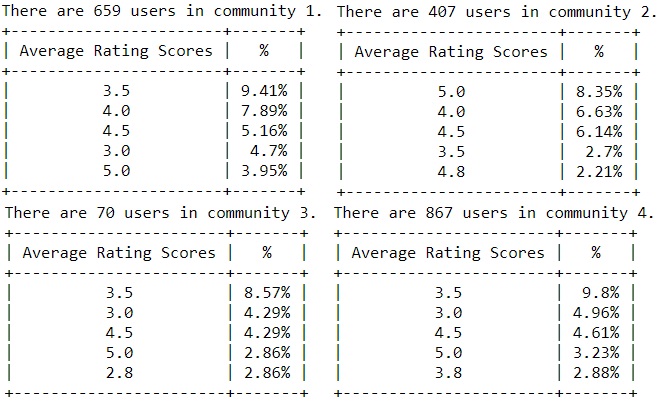 There are 659 users in community 1.
+-----------------------+-------+
| Average Rating Scores | % |
+-----------------------+-------+
| 3.5 | 9.41% |
| 4.0 | 7.89% |
| 4.5 | 5.16% |
| 3.0 | 4.7% |
| 5.0 | 3.95% |
+-----------------------+-------+
There are 407 users in community 2.
+-----------------------+-------+
| Average Rating Scores | % |
+-----------------------+-------+
| 5.0 | 8.35% |
| 4.0 | 6.63% |
| 4.5 | 6.14% |
| 3.5 | 2.7% |
| 4.8 | 2.21% |
+-----------------------+-------+
There are 70 users in community 3.
+-----------------------+-------+
| Average Rating Scores | % |
+-----------------------+-------+
| 3.5 | 8.57% |
| 3.0 | 4.29% |
| 4.5 | 4.29% |
| 5.0 | 2.86% |
| 2.8 | 2.86% |
+-----------------------+-------+
There are 867 users in community 4.
+-----------------------+-------+
| Average Rating Scores | % |
+-----------------------+-------+
| 3.5 | 9.8% |
| 3.0 | 4.96% |
| 4.5 | 4.61% |
| 5.0 | 3.23% |
| 3.8 | 2.88% |
+-----------------------+-------+